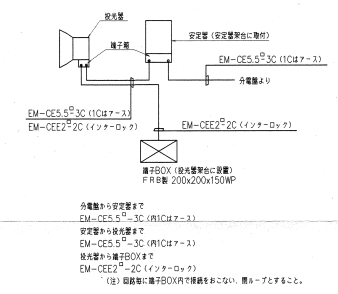 投光器
安定器（安定器架台に取付）
端子箱
EM-CE5.5□-3C（1Cはアース）
分電盤より
EM-CE5.5□-3C（1Cはアース）
EM-CEE2□-2C（インターロック）
EM-CEE2□-2C（インターロック）
端子BOX（投光器架台に設置）
FRB製 200x200x150WP
分電盤から安定器まで
EM-CE5.5□-3C（内1Cはアース）
安定器から投光器まで
EM-CE5.5□-3C（内1Cはアース）
投光器から端子BOXまで
EM-CEE2□-2C（インターロック）
（注）回路毎に端子BOX内で接続をおこない、閉ループとすること。